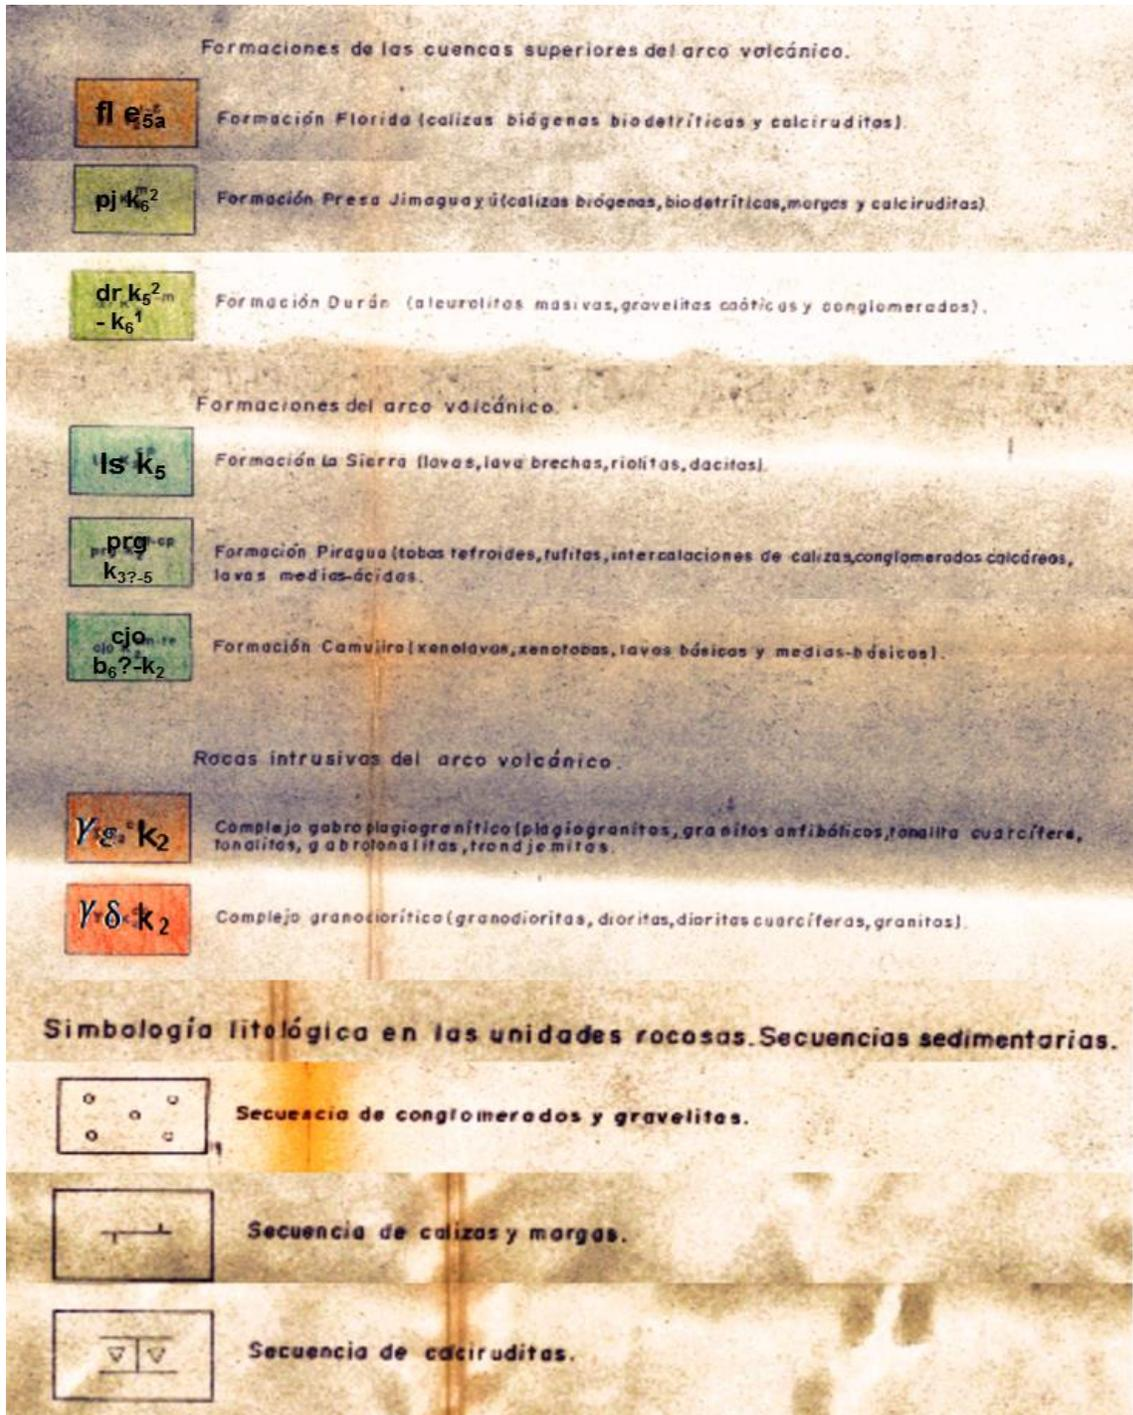 Formaciones de las cuencas superiores del arco volcánico.
fl e5a
Formación Florida (calizas biógenas biodetríticas y calciruditas).
pj k6²
Formación Presa Jimaguayú (calizas biógenas, biodetríticas, margas y calciruditas).
dr k5²
- k6¹
Formación Durán (aleurolitas masivas, gravelitas caóticas y conglomerados).
Formaciones del arco volcánico.
ls k5
Formación La Sierra (lavas, lava brechas, riolitas, dacitas).
prg
k3?-5
Formación Piragua (tobas tefroides, tufitas, intercalaciones de calizas, conglomerados calcáreos,
lavas medias-ácidas.
cjo
b6?-k2
Formación Camujiro (xenolavas, xenotobas, lavas básicas y medias-básicas).
Rocas intrusivas del arco volcánico.
γε k2
Complejo gabroplagiogranítico (plagiogranitos, granitos anfibólicos, tonalita cuarcífera,
tonalitas, gabrotonalitas, trondjemitas.
γδ k2
Complejo granodiorítico (granodioritas, dioritas, dioritas cuarcíferas, granitos).
Simbología litológica en las unidades rocosas. Secuencias sedimentarias.
Secuencia de conglomerados y gravelitas.
Secuencia de calizas y margas.
Secuencia de caciruditas.